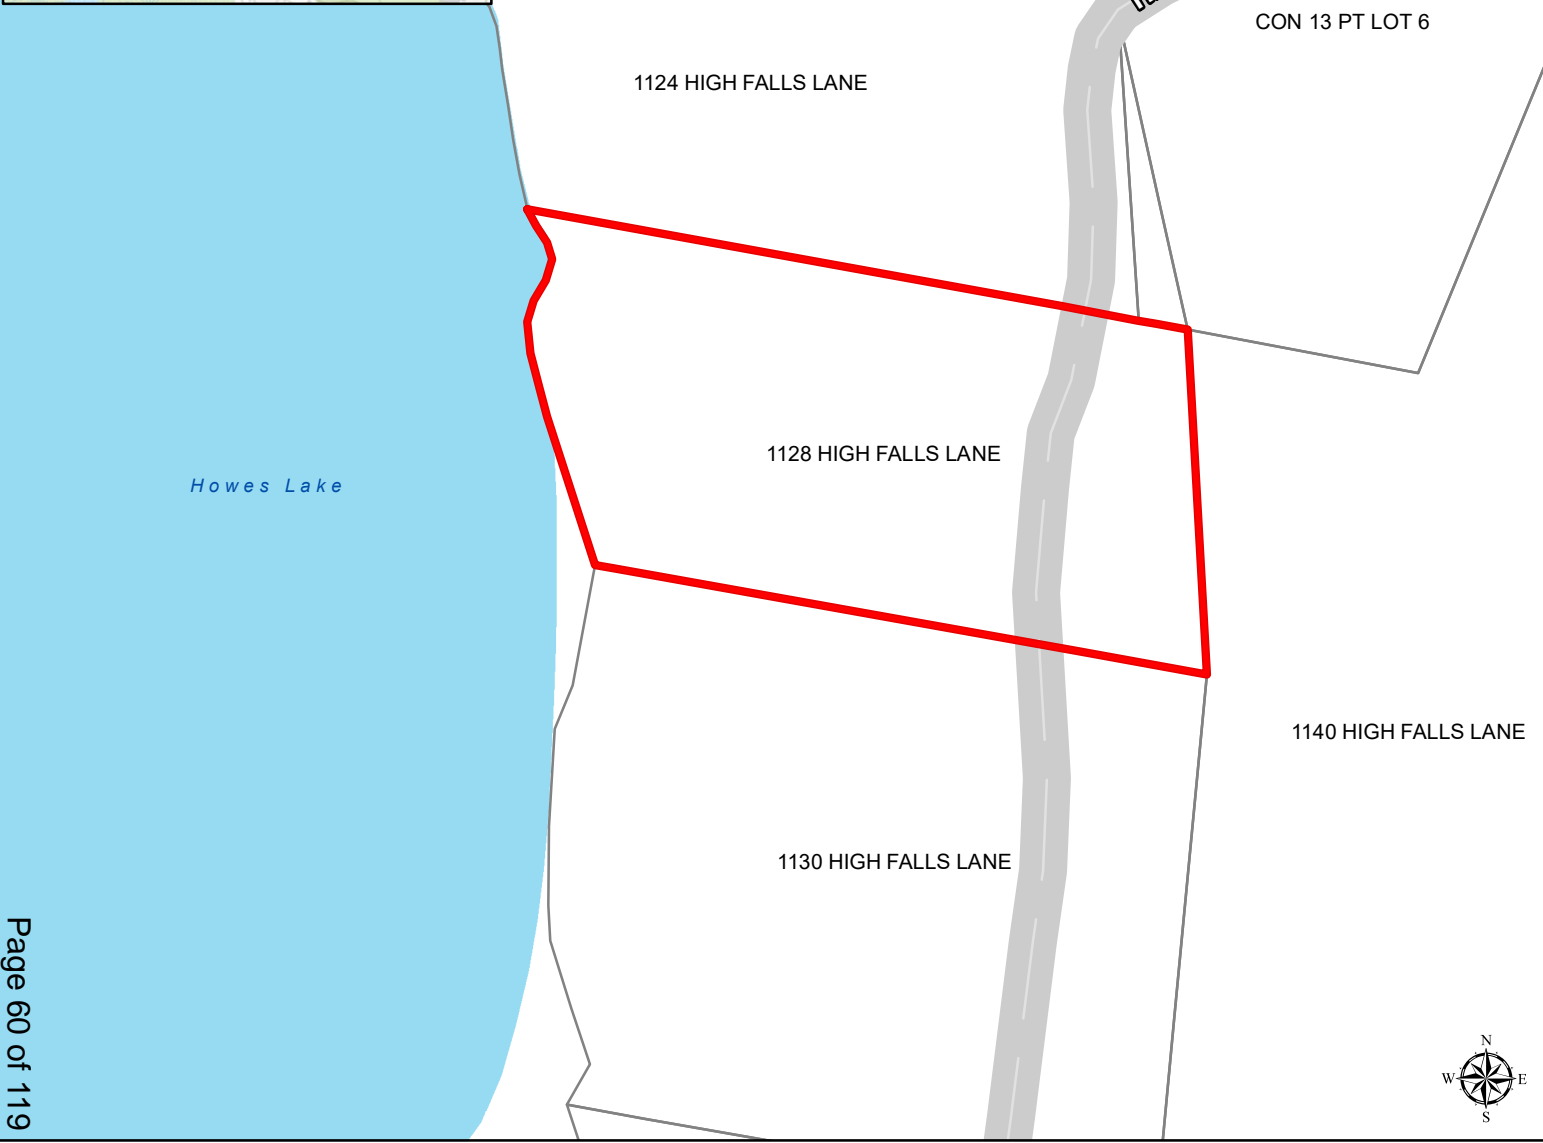 CON 13 PT LOT 6
1124 HIGH FALLS LANE
1128 HIGH FALLS LANE
Howes Lake
1140 HIGH FALLS LANE
1130 HIGH FALLS LANE
Page 60 of 119
N
W E
S